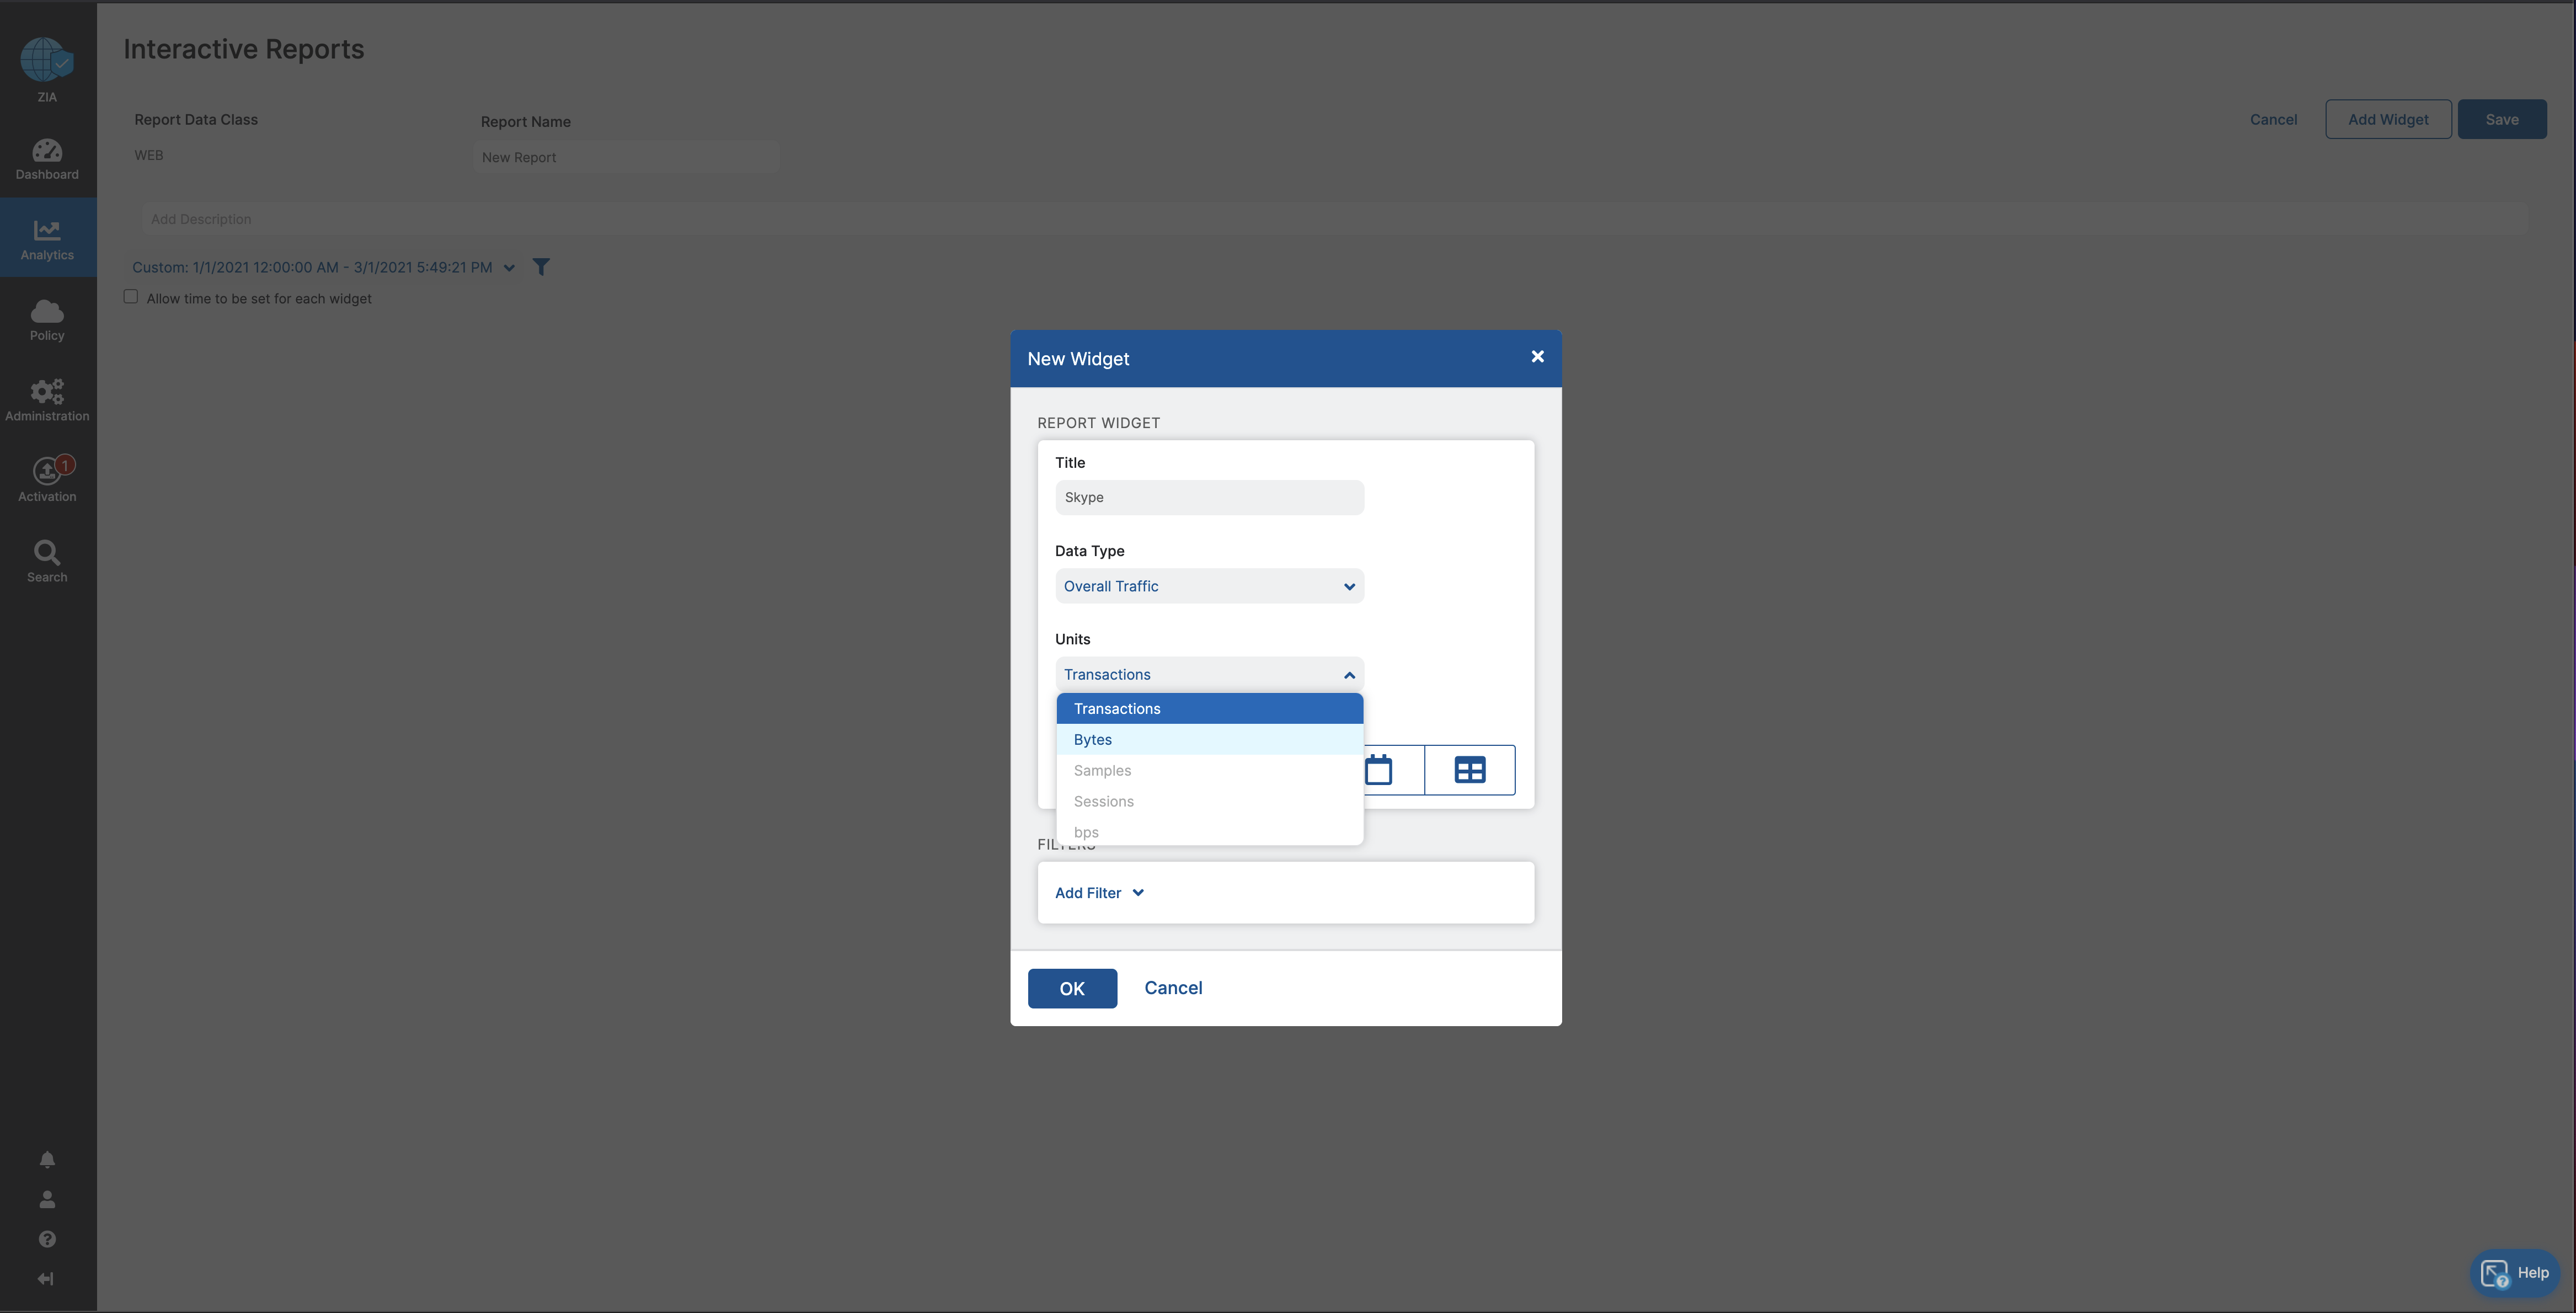 Interactive Reports
ZIA
Dashboard
Analytics
Policy
Administration
1
Activation
Search
Report Data Class
WEB
Report Name
New Report
Cancel
Add Widget
Save
Add Description
Custom: 1/1/2021 12:00:00 AM - 3/1/2021 5:49:21 PM
Allow time to be set for each widget
New Widget
REPORT WIDGET
Title
Skype
Data Type
Overall Traffic
Units
Transactions
Transactions
Bytes
Samples
Sessions
bps
FILTERS
Add Filter
OK
Cancel
Help